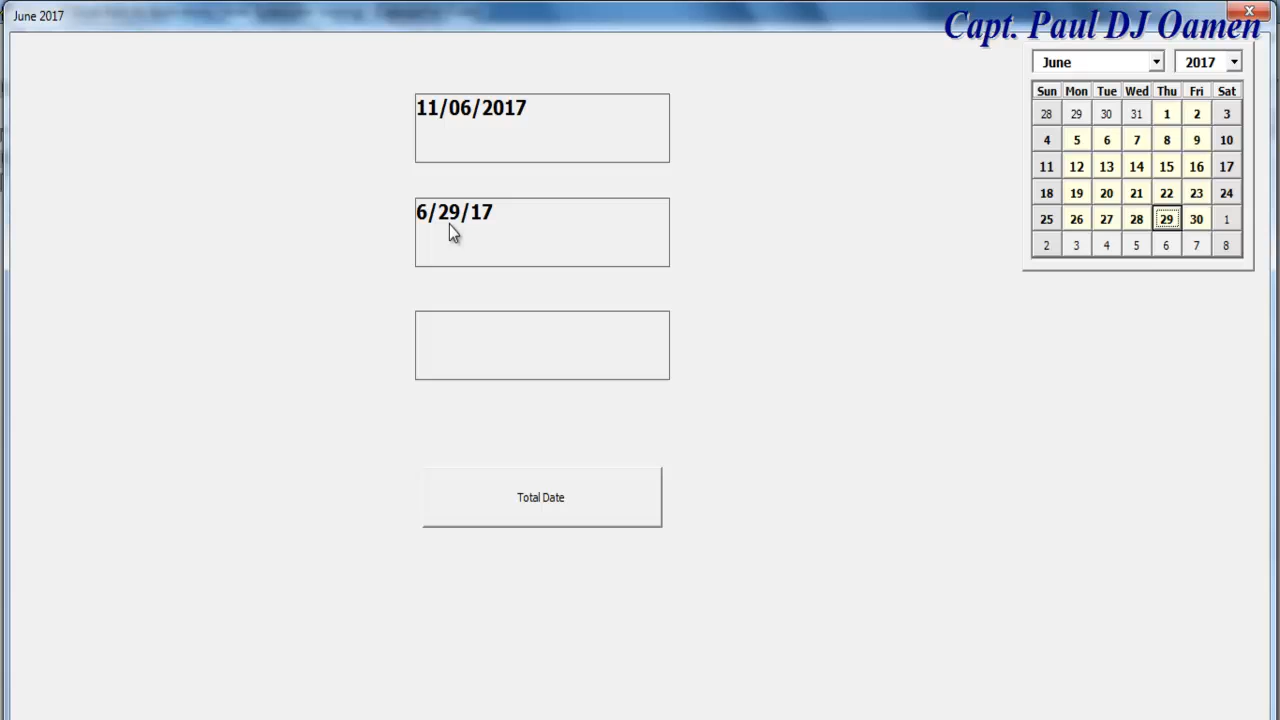 June 2017
Capt. Paul DJ Oamen
June 2017
Sun Mon Tue Wed Thu Fri Sat
28 29 30 31 1 2 3
4 5 6 7 8 9 10
11 12 13 14 15 16 17
18 19 20 21 22 23 24
25 26 27 28 29 30 1
2 3 4 5 6 7 8
11/06/2017
6/29/17
Total Date